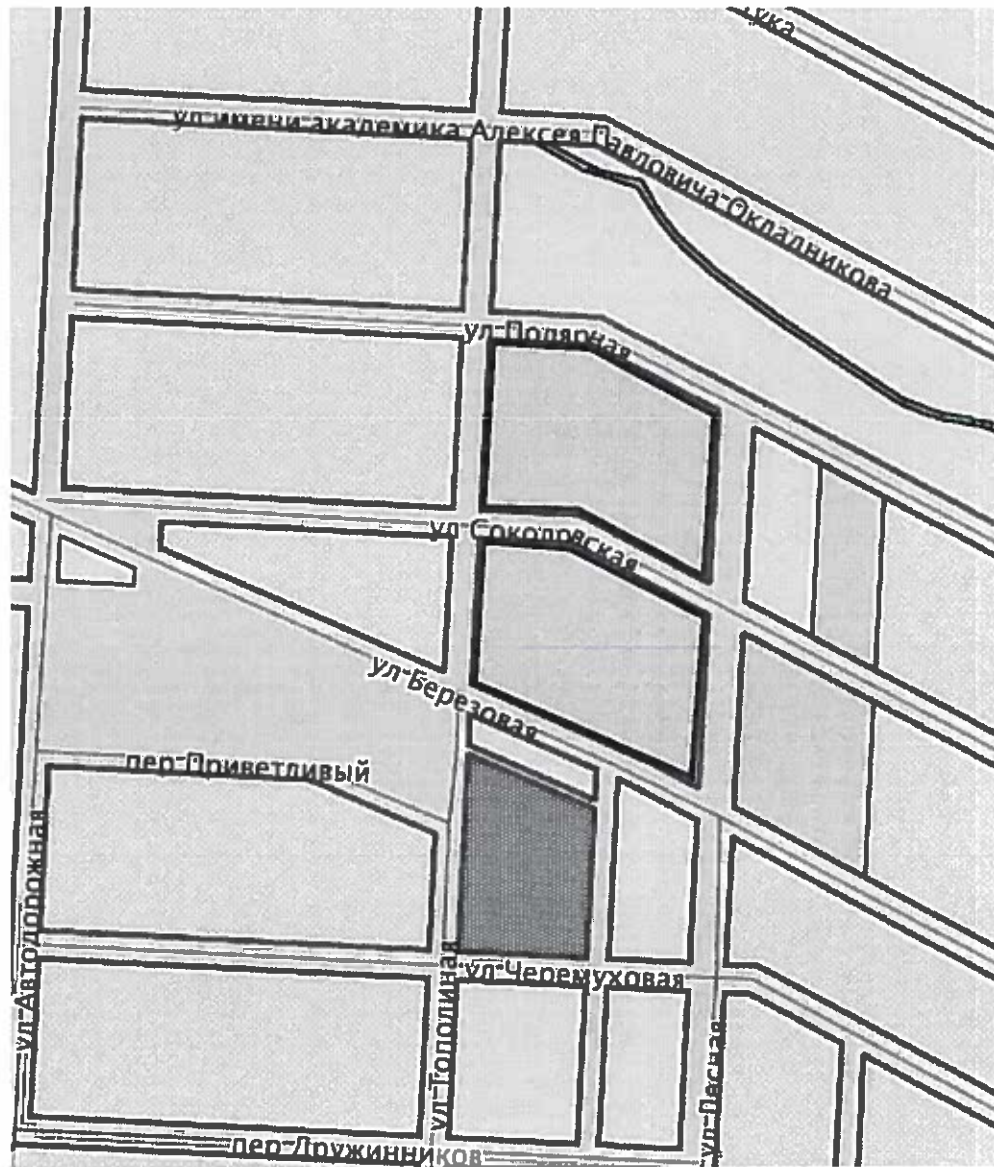 ул имени академика Алексея Павловича Окладникова
ул Полярная
ул Соколовская
ул Березовая
пер Приветливый
ул Автодорожная
ул Тополиная
ул Черемуховая
ул Лесная
пер Дружинников